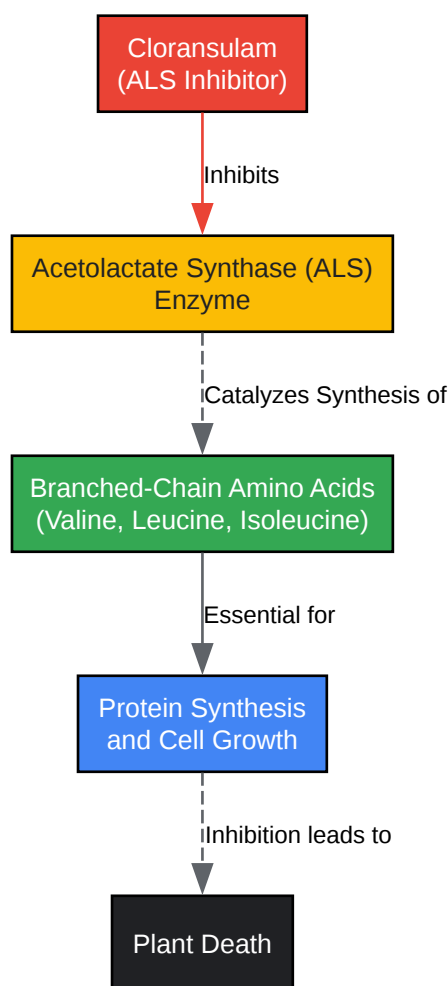 Cloransulam
(ALS Inhibitor)
Inhibits
Acetolactate Synthase (ALS)
Enzyme
Catalyzes Synthesis of
Branched-Chain Amino Acids
(Valine, Leucine, Isoleucine)
Essential for
Protein Synthesis
and Cell Growth
Inhibition leads to
Plant Death